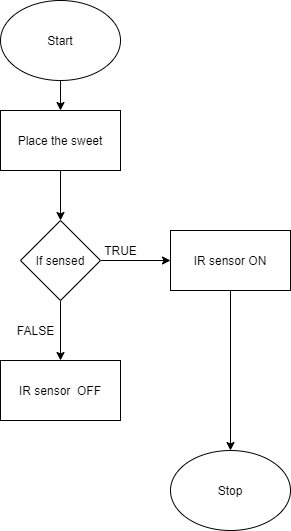 Start
Place the sweet
If sensed
TRUE
IR sensor ON
FALSE
IR sensor  OFF
Stop